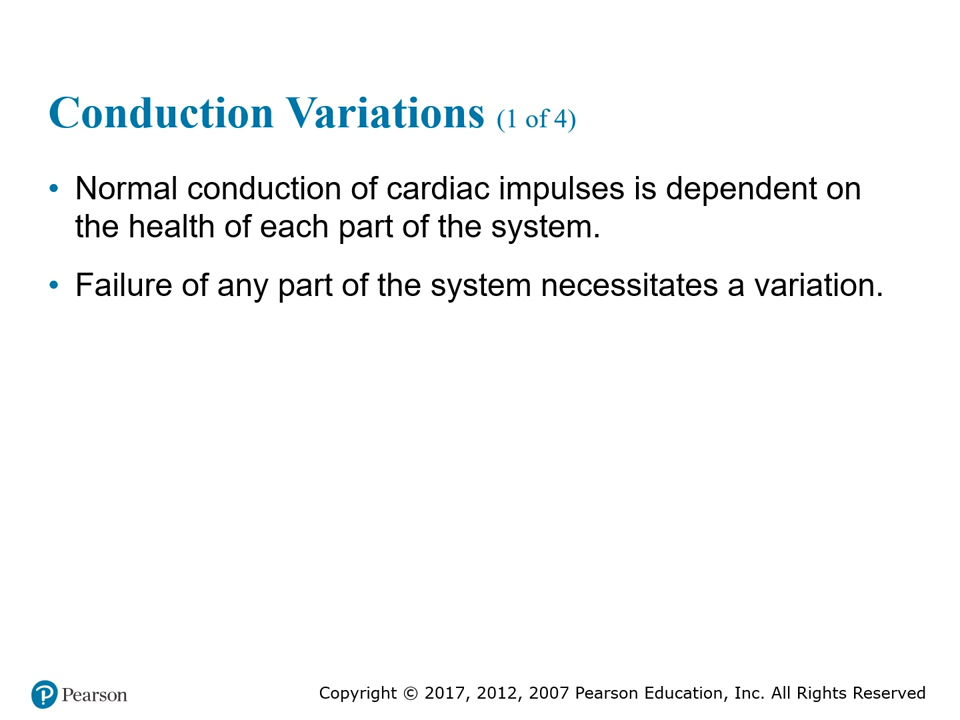 Conduction Variations (1 of 4)
• Normal conduction of cardiac impulses is dependent on
the health of each part of the system.
• Failure of any part of the system necessitates a variation.
Pearson
Copyright © 2017, 2012, 2007 Pearson Education, Inc. All Rights Reserved